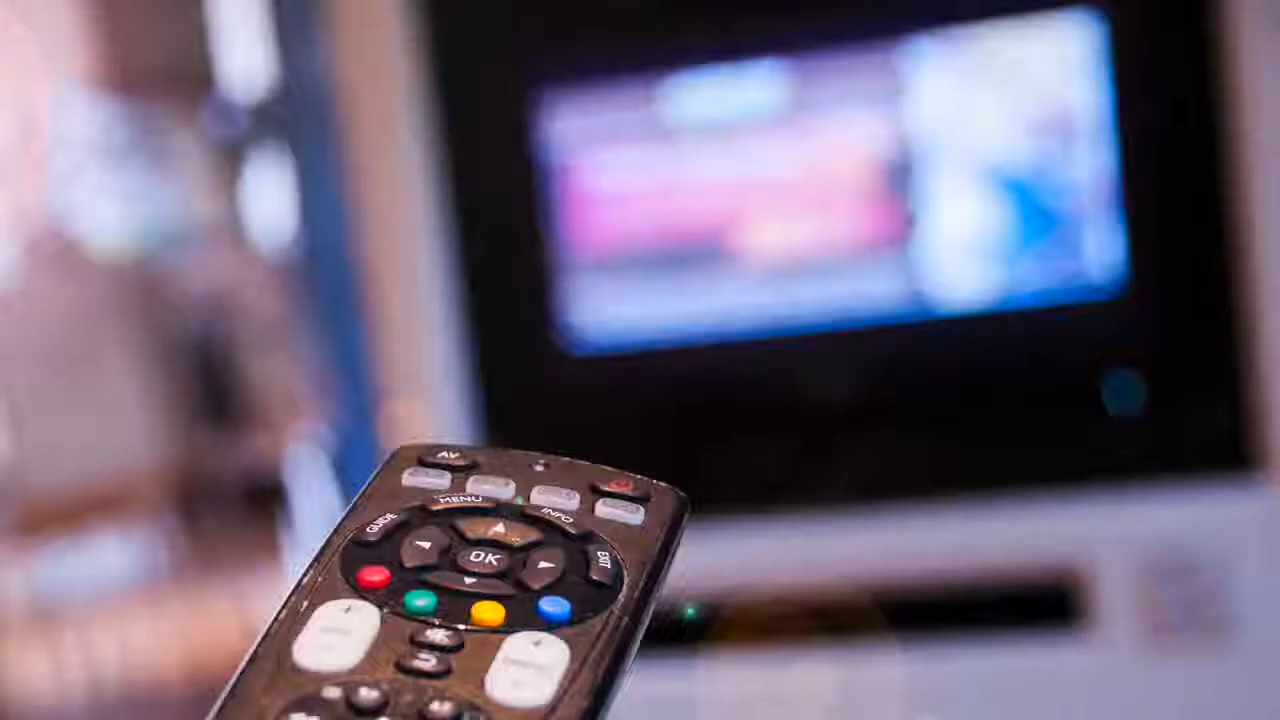 AV
MENU
INFO
GUIDE
EXIT
OK
+
+